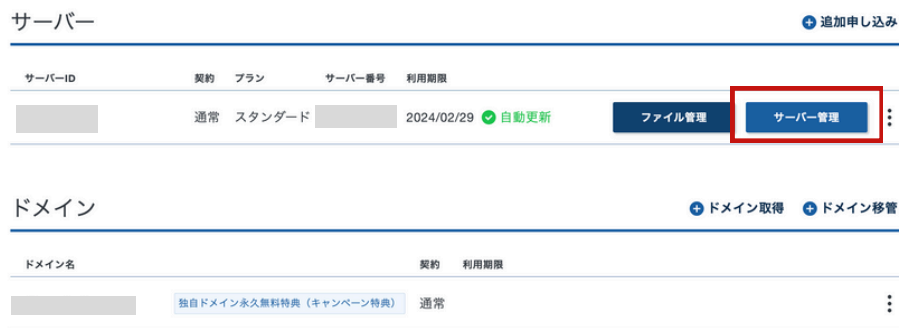 サーバー 追加申し込み
サーバーID 契約 プラン サーバー番号 利用期限
通常 スタンダード 2024/02/29 自動更新 ファイル管理 サーバー管理
ドメイン ドメイン取得 ドメイン移管
ドメイン名 契約 利用期限
独自ドメイン永久無料特典（キャンペーン特典） 通常